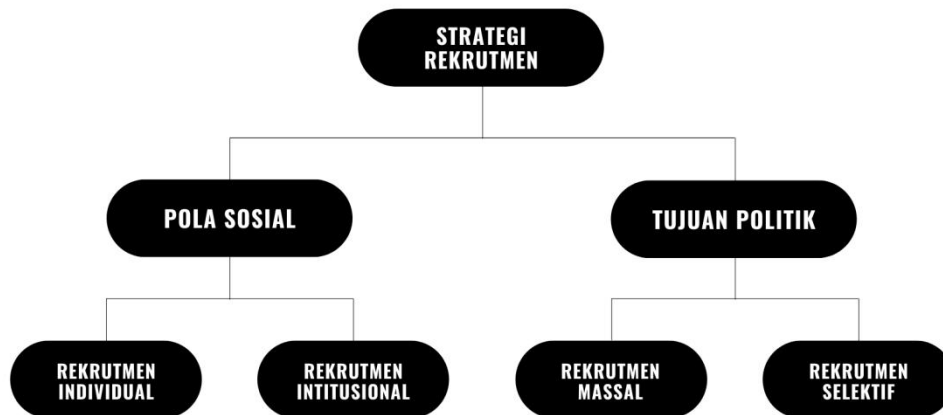 STRATEGI
REKRUTMEN
POLA SOSIAL
TUJUAN POLITIK
REKRUTMEN
INDIVIDUAL
REKRUTMEN
INTITUSIONAL
REKRUTMEN
MASSAL
REKRUTMEN
SELEKTIF